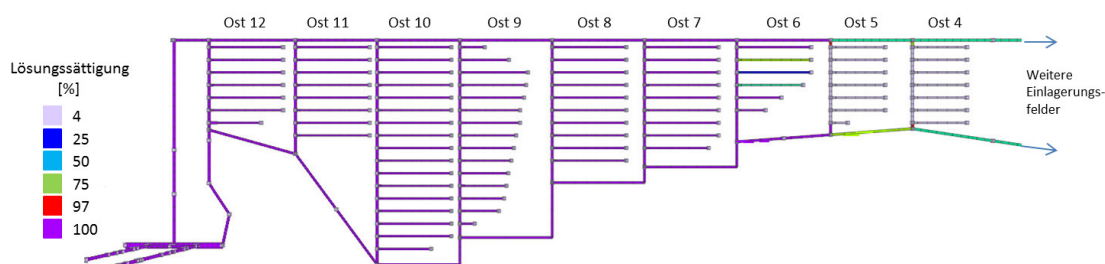 Ost 12
Ost 11
Ost 10
Ost 9
Ost 8
Ost 7
Ost 6
Ost 5
Ost 4
Lösungssättigung
[%]
4
25
50
75
97
100
Weitere
Einlagerungs-
felder